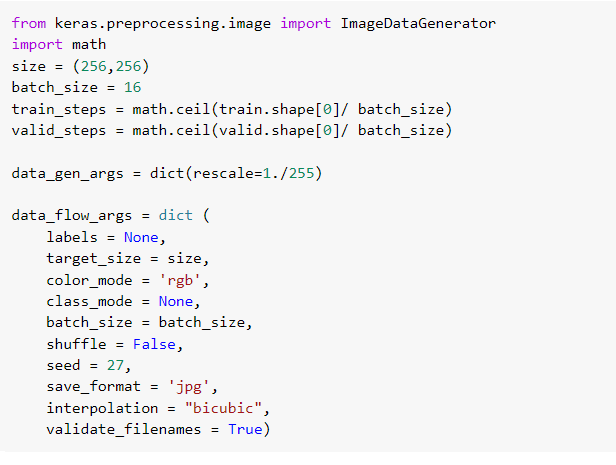 from keras.preprocessing.image import ImageDataGenerator
import math
size = (256,256)
batch_size = 16
train_steps = math.ceil(train.shape[0]/ batch_size)
valid_steps = math.ceil(valid.shape[0]/ batch_size)

data_gen_args = dict(rescale=1./255)

data_flow_args = dict (
    labels = None,
    target_size = size,
    color_mode = 'rgb',
    class_mode = None,
    batch_size = batch_size,
    shuffle = False,
    seed = 27,
    save_format = 'jpg',
    interpolation = "bicubic",
    validate_filenames = True)